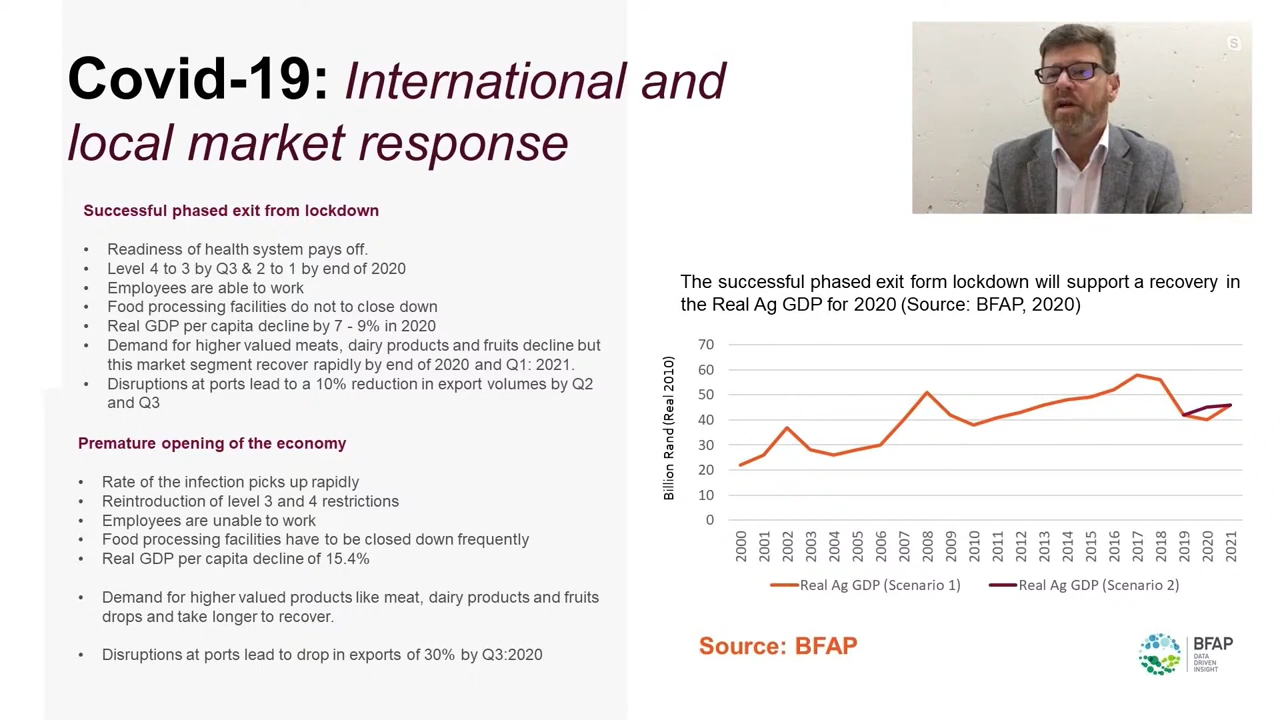 Covid-19: International and
local market response
Successful phased exit from lockdown
• Readiness of health system pays off.
• Level 4 to 3 by Q3 & 2 to 1 by end of 2020
• Employees are able to work
• Food processing facilities do not to close down
• Real GDP per capita decline by 7 - 9% in 2020
• Demand for higher valued meats, dairy products and fruits decline but
this market segment recover rapidly by end of 2020 and Q1: 2021.
• Disruptions at ports lead to a 10% reduction in export volumes by Q2
and Q3
Premature opening of the economy
• Rate of the infection picks up rapidly
• Reintroduction of level 3 and 4 restrictions
• Employees are unable to work
• Food processing facilities have to be closed down frequently
• Real GDP per capita decline of 15.4%
• Demand for higher valued products like meat, dairy products and fruits
drops and take longer to recover.
• Disruptions at ports lead to drop in exports of 30% by Q3:2020
The successful phased exit form lockdown will support a recovery in
the Real Ag GDP for 2020 (Source: BFAP, 2020)
Billion Rand (Real 2010)
70
60
50
40
30
20
10
0
2000 2001 2002 2003 2004 2005 2006 2007 2008 2009 2010 2011 2012 2013 2014 2015 2016 2017 2018 2019 2020 2021
Real Ag GDP (Scenario 1) Real Ag GDP (Scenario 2)
Source: BFAP
BFAP
DATA
DRIVEN
INSIGHT
S